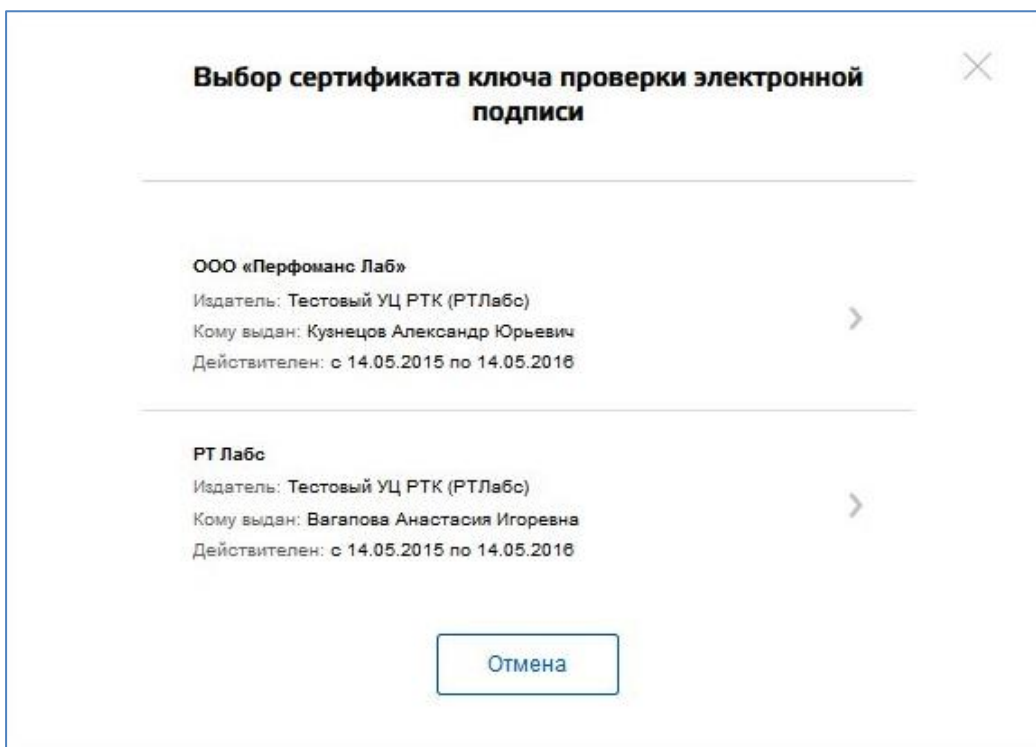 Выбор сертификата ключа проверки электронной
подписи
ООО «Перфоманс Лаб»
Издатель: Тестовый УЦ РТК (РТЛабс)
Кому выдан: Кузнецов Александр Юрьевич
Действителен: с 14.05.2015 по 14.05.2016
РТ Лабс
Издатель: Тестовый УЦ РТК (РТЛабс)
Кому выдан: Вагапова Анастасия Игоревна
Действителен: с 14.05.2015 по 14.05.2016
Отмена